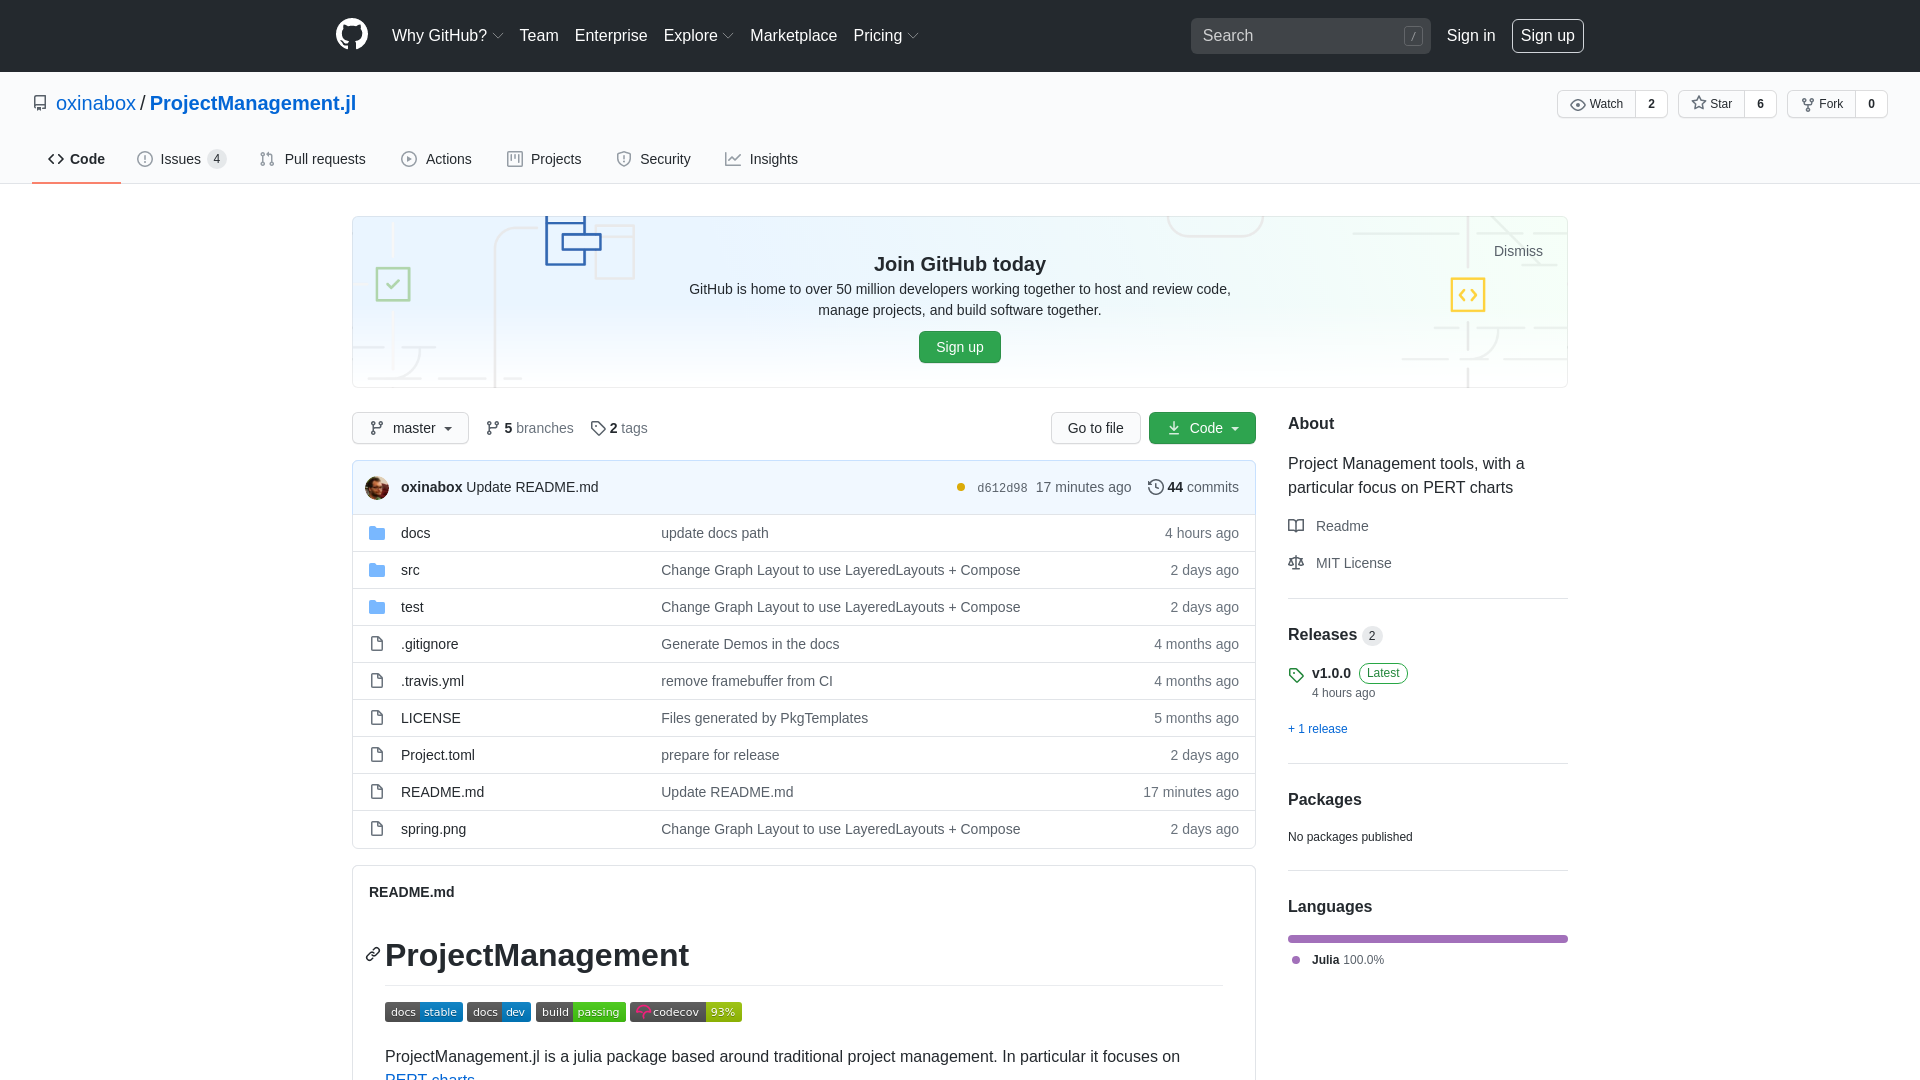 Why GitHub? Team Enterprise Explore Marketplace Pricing Search / Sign in Sign up
oxinabox / ProjectManagement.jl Watch 2 Star 6 Fork 0
Code Issues 4 Pull requests Actions Projects Security Insights
Dismiss
Join GitHub today
GitHub is home to over 50 million developers working together to host and review code,
manage projects, and build software together.
Sign up
master 5 branches 2 tags Go to file Code
oxinabox Update README.md d612d98 17 minutes ago 44 commits
docs update docs path 4 hours ago
src Change Graph Layout to use LayeredLayouts + Compose 2 days ago
test Change Graph Layout to use LayeredLayouts + Compose 2 days ago
.gitignore Generate Demos in the docs 4 months ago
.travis.yml remove framebuffer from CI 4 months ago
LICENSE Files generated by PkgTemplates 5 months ago
Project.toml prepare for release 2 days ago
README.md Update README.md 17 minutes ago
spring.png Change Graph Layout to use LayeredLayouts + Compose 2 days ago
README.md
ProjectManagement
docs stable docs dev build passing codecov 93%
ProjectManagement.jl is a julia package based around traditional project management. In particular it focuses on
PERT charts.
About
Project Management tools, with a
particular focus on PERT charts
Readme
MIT License
Releases 2
v1.0.0 Latest
4 hours ago
+ 1 release
Packages
No packages published
Languages
Julia 100.0%